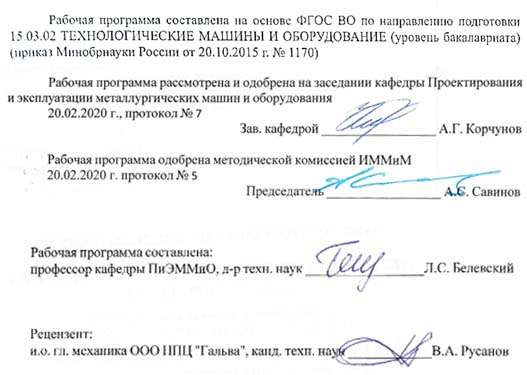 Рабочая программа составлена на основе ФГОС ВО по направлению подготовки
15.03.02 ТЕХНОЛОГИЧЕСКИЕ МАШИНЫ И ОБОРУДОВАНИЕ (уровень бакалавриата)
(приказ Минобрнауки России от 20.10.2015 г. № 1170)
Рабочая программа рассмотрена и одобрена на заседании кафедры Проектирования
и эксплуатации металлургических машин и оборудования
20.02.2020 г., протокол № 7
Зав. кафедрой А.Г. Корчунов
Рабочая программа одобрена методической комиссией ИММиМ
20.02.2020 г. протокол № 5
Председатель А.С. Савинов
Рабочая программа составлена:
профессор кафедры ПиЭММиО, д-р техн. наук Л.С. Белевский
Рецензент:
и.о. гл. механика ООО НПЦ "Гальва", канд. техн. наук В.А. Русанов